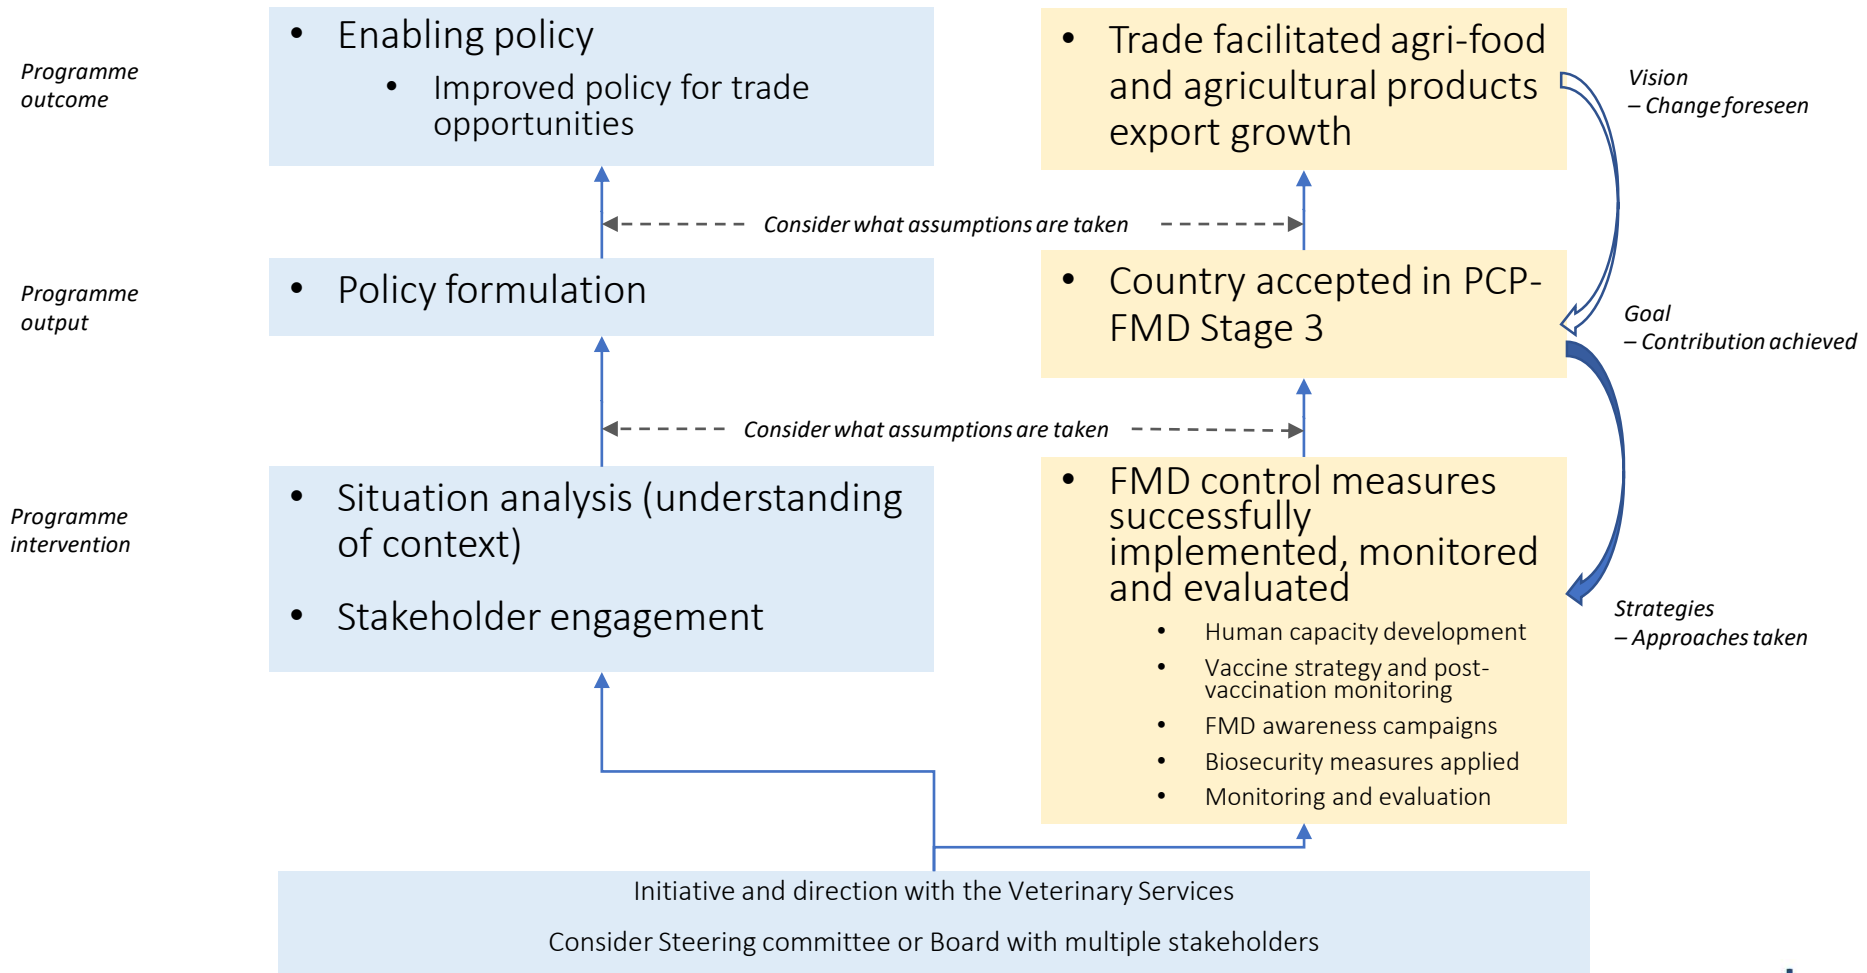 Programme
outcome
• Enabling policy
• Improved policy for trade
opportunities
• Trade facilitated agri-food
and agricultural products
export growth
Vision
– Change foreseen
Consider what assumptions are taken
Programme
output
• Policy formulation
• Country accepted in PCP-
FMD Stage 3
Goal
– Contribution achieved
Consider what assumptions are taken
Programme
intervention
• Situation analysis (understanding
of context)
• Stakeholder engagement
• FMD control measures
successfully
implemented, monitored
and evaluated
• Human capacity development
• Vaccine strategy and post-
vaccination monitoring
• FMD awareness campaigns
• Biosecurity measures applied
• Monitoring and evaluation
Strategies
– Approaches taken
Initiative and direction with the Veterinary Services
Consider Steering committee or Board with multiple stakeholders